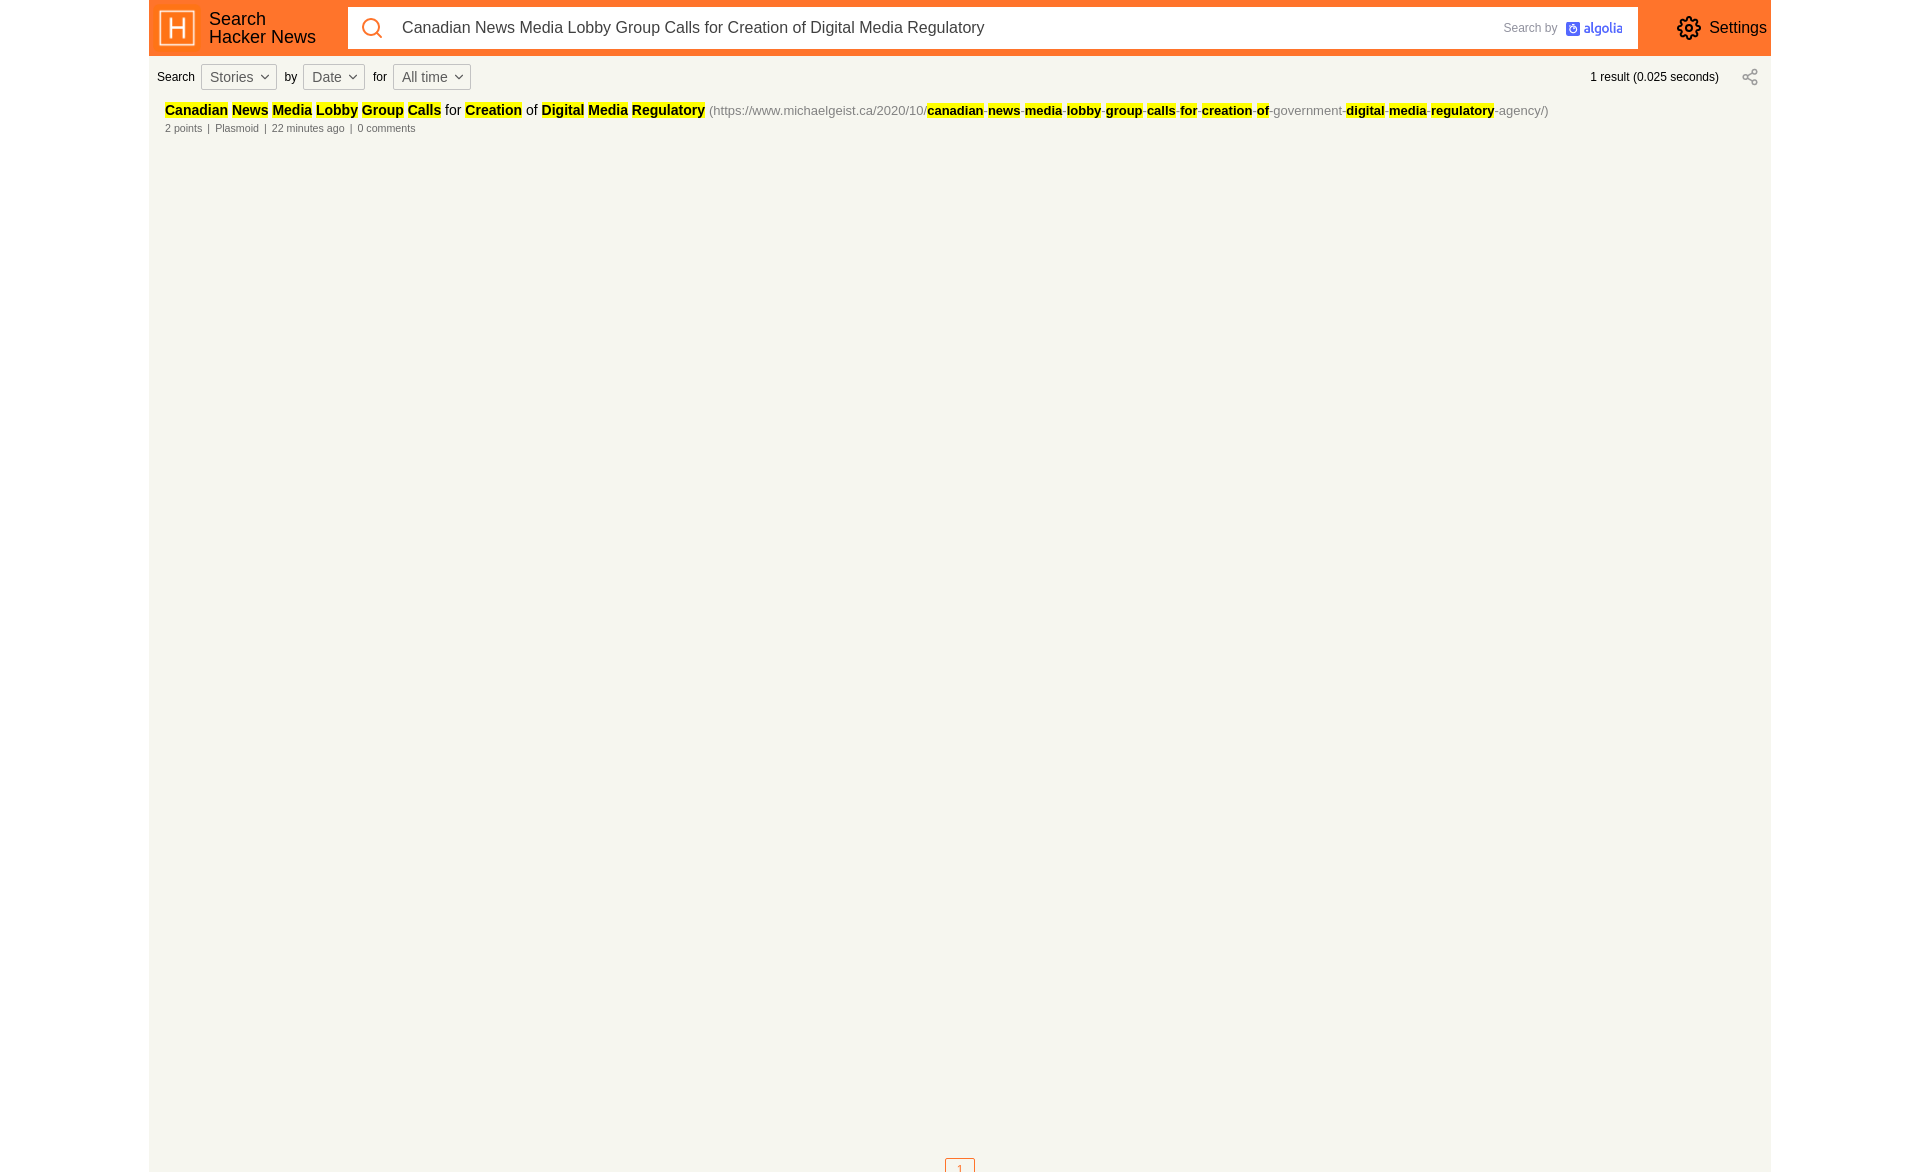 H
Search
Hacker News
Canadian News Media Lobby Group Calls for Creation of Digital Media Regulatory
Search by algolia
Settings
Search Stories by Date for All time
1 result (0.025 seconds)
Canadian News Media Lobby Group Calls for Creation of Digital Media Regulatory (https://www.michaelgeist.ca/2020/10/canadian-news-media-lobby-group-calls-for-creation-of-government-digital-media-regulatory-agency/)
2 points | Plasmoid | 22 minutes ago | 0 comments
1